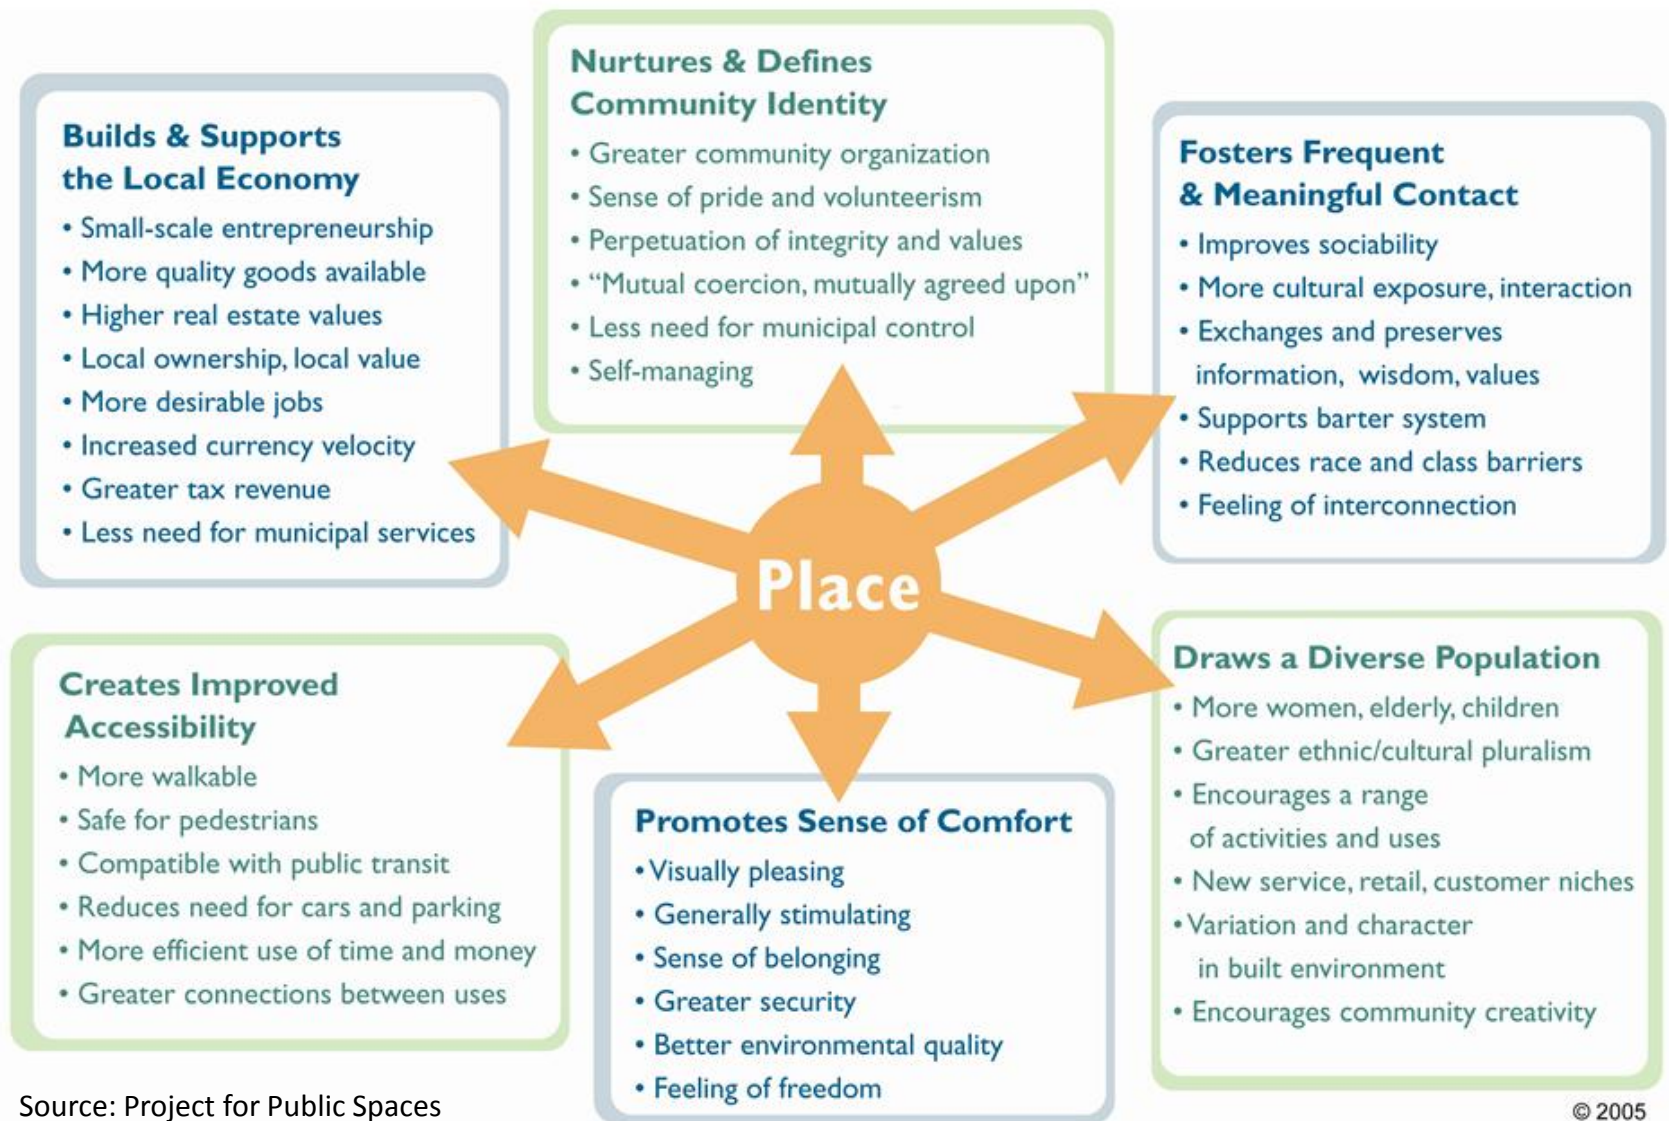 Nurtures & Defines
Community Identity
• Greater community organization
• Sense of pride and volunteerism
• Perpetuation of integrity and values
• “Mutual coercion, mutually agreed upon”
• Less need for municipal control
• Self-managing
Builds & Supports
the Local Economy
• Small-scale entrepreneurship
• More quality goods available
• Higher real estate values
• Local ownership, local value
• More desirable jobs
• Increased currency velocity
• Greater tax revenue
• Less need for municipal services
Fosters Frequent
& Meaningful Contact
• Improves sociability
• More cultural exposure, interaction
• Exchanges and preserves
information, wisdom, values
• Supports barter system
• Reduces race and class barriers
• Feeling of interconnection
Place
Creates Improved
Accessibility
• More walkable
• Safe for pedestrians
• Compatible with public transit
• Reduces need for cars and parking
• More efficient use of time and money
• Greater connections between uses
Promotes Sense of Comfort
• Visually pleasing
• Generally stimulating
• Sense of belonging
• Greater security
• Better environmental quality
• Feeling of freedom
Draws a Diverse Population
• More women, elderly, children
• Greater ethnic/cultural pluralism
• Encourages a range
of activities and uses
• New service, retail, customer niches
• Variation and character
in built environment
• Encourages community creativity
Source: Project for Public Spaces
© 2005